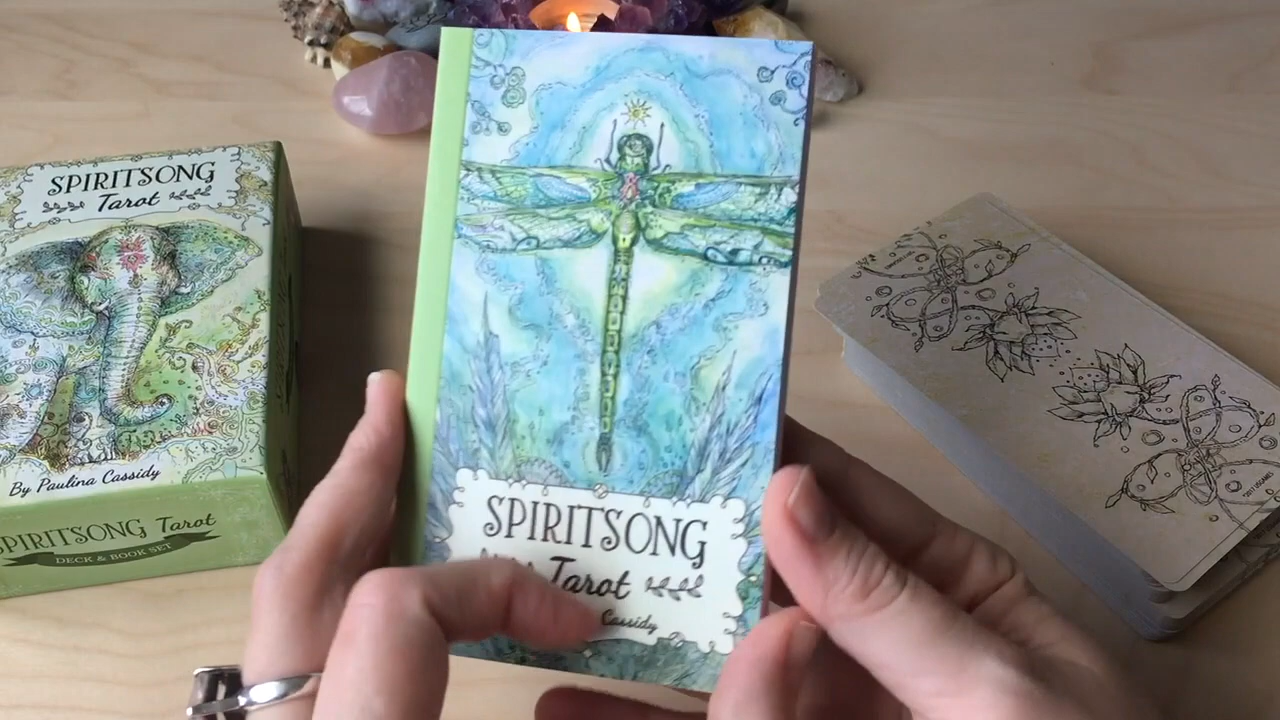 SPIRITSONG
Tarot
By Paulina Cassidy
SPIRITSONG Tarot
DECK & BOOK SET
SPIRITSONG
Tarot
Cassidy